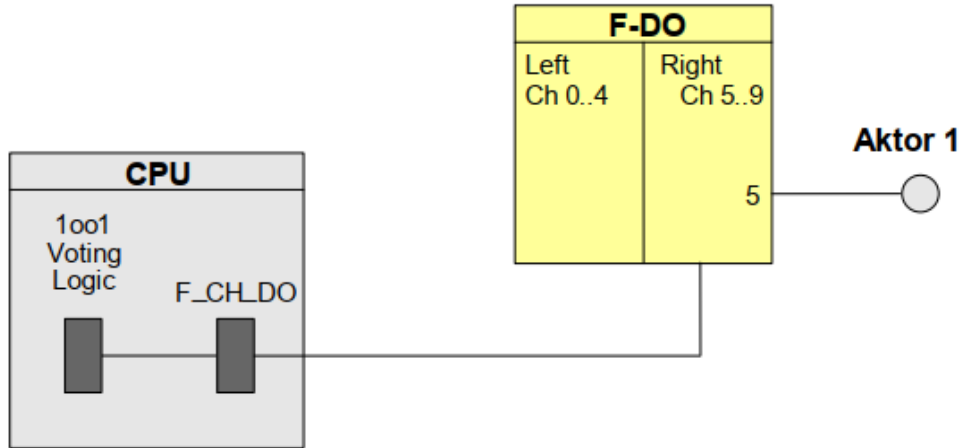 F-DO
Left
Ch 0..4
Right
Ch 5..9
5
Aktor 1
CPU
1oo1
Voting
Logic
F_CH_DO